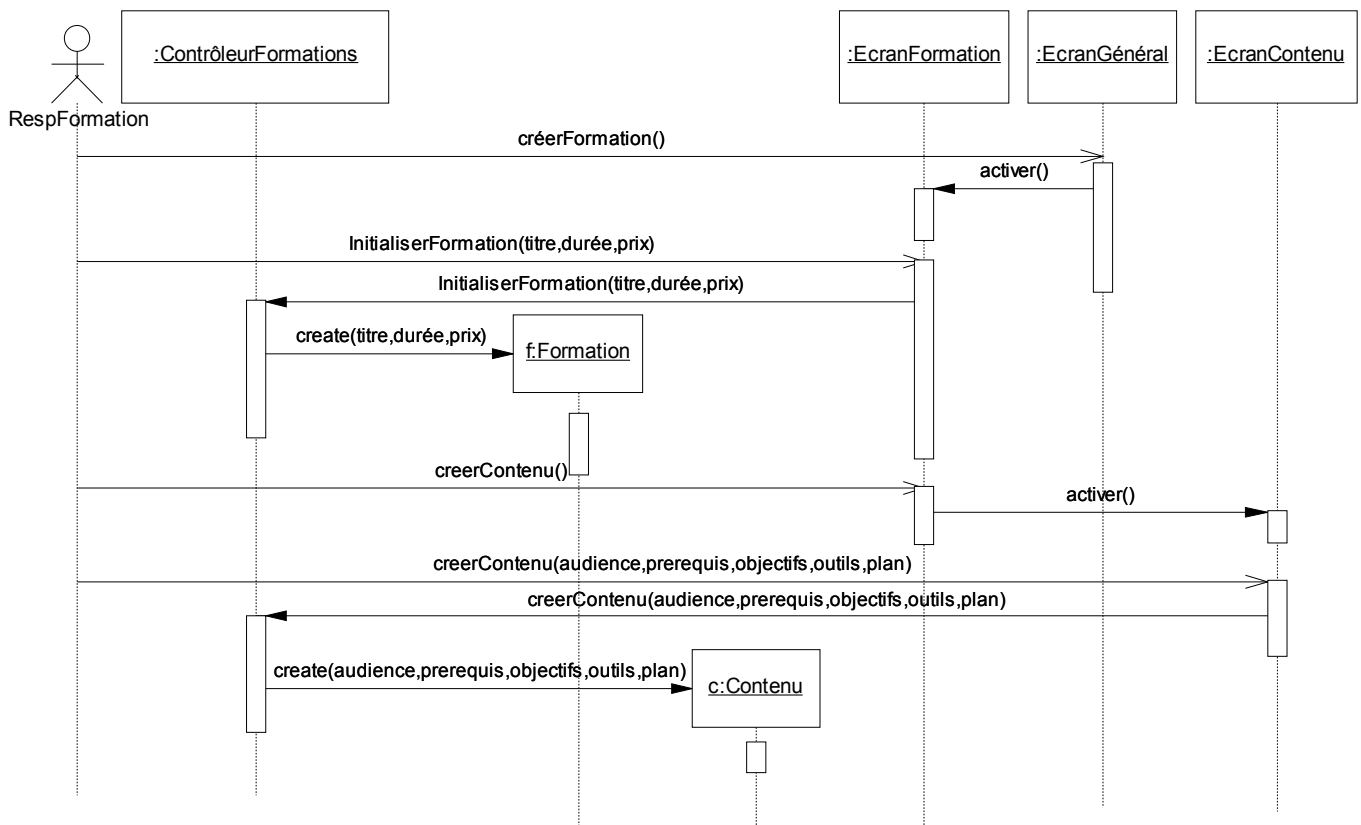 :ContrôleurFormations
:EcranFormation
:EcranGénéral
:EcranContenu
RespFormation
créerFormation()
activer()
InitialiserFormation(titre,durée,prix)
InitialiserFormation(titre,durée,prix)
create(titre,durée,prix)
f:Formation
creerContenu()
activer()
creerContenu(audience,prerequis,objectifs,outils,plan)
creerContenu(audience,prerequis,objectifs,outils,plan)
create(audience,prerequis,objectifs,outils,plan)
c:Contenu